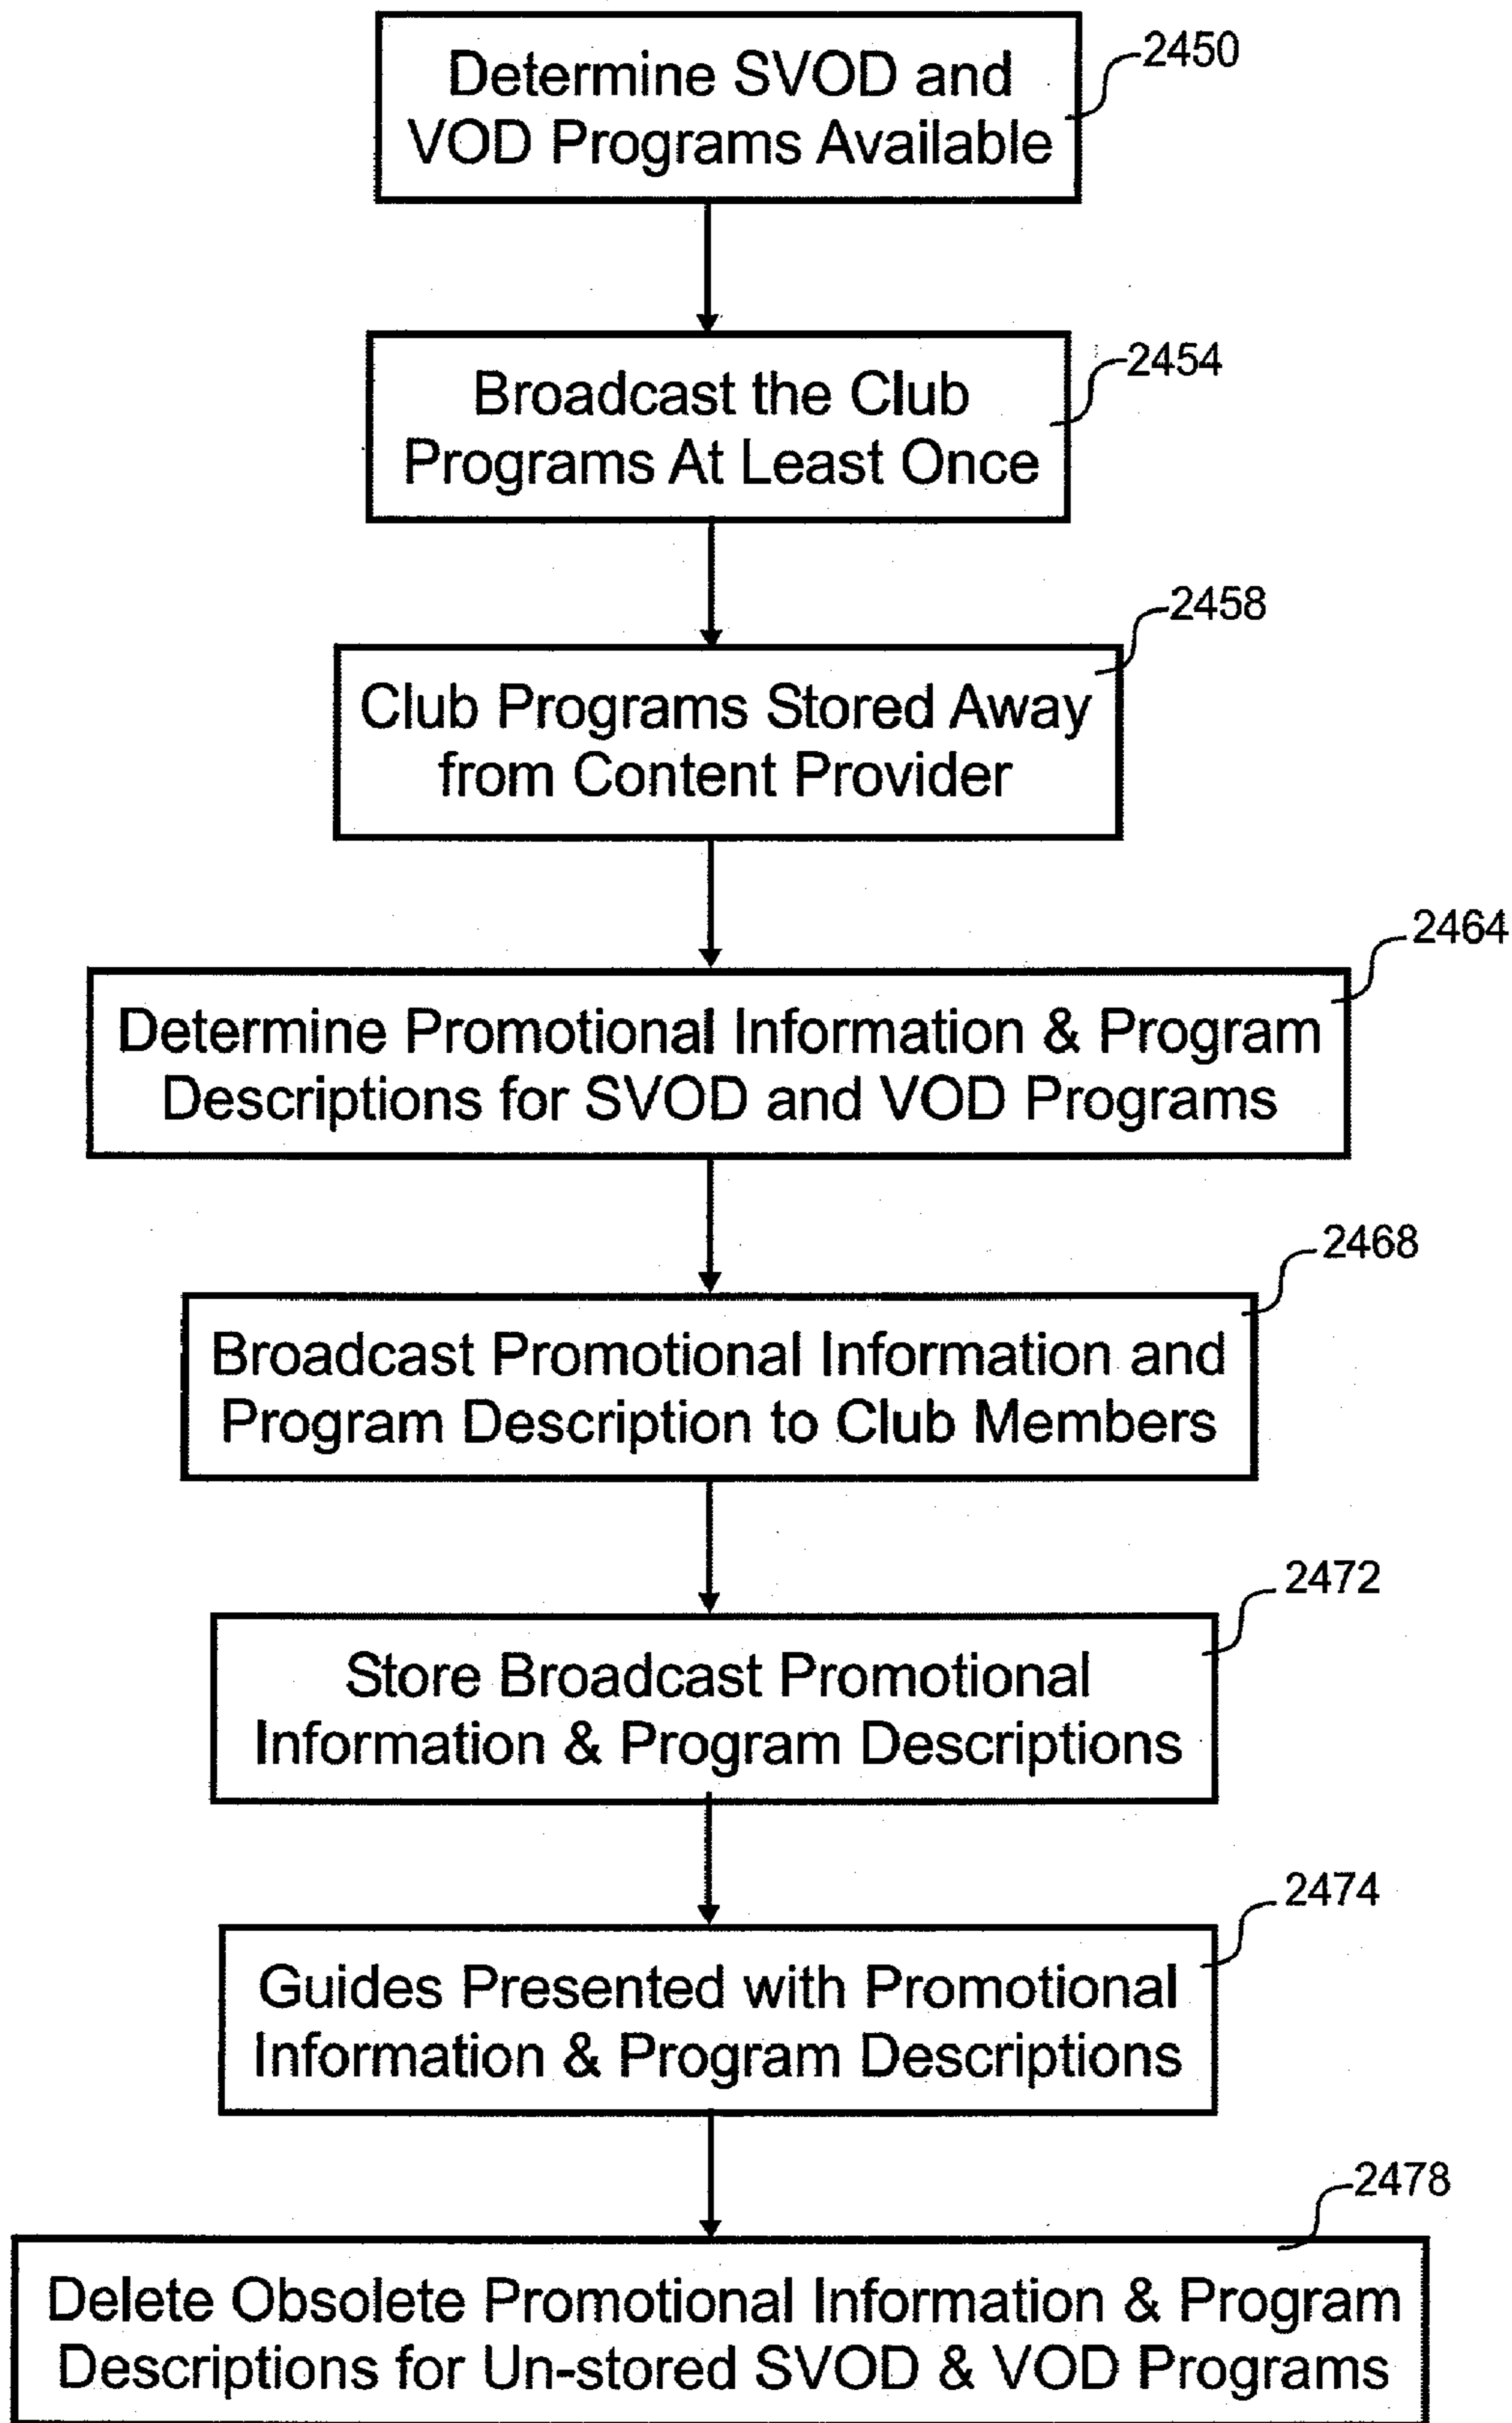 Determine SVOD and
VOD Programs Available
2450
Broadcast the Club
Programs At Least Once
2454
Club Programs Stored Away
from Content Provider
2458
Determine Promotional Information & Program
Descriptions for SVOD and VOD Programs
2464
Broadcast Promotional Information and
Program Description to Club Members
2468
Store Broadcast Promotional
Information & Program Descriptions
2472
Guides Presented with Promotional
Information & Program Descriptions
2474
Delete Obsolete Promotional Information & Program
Descriptions for Un-stored SVOD & VOD Programs
2478